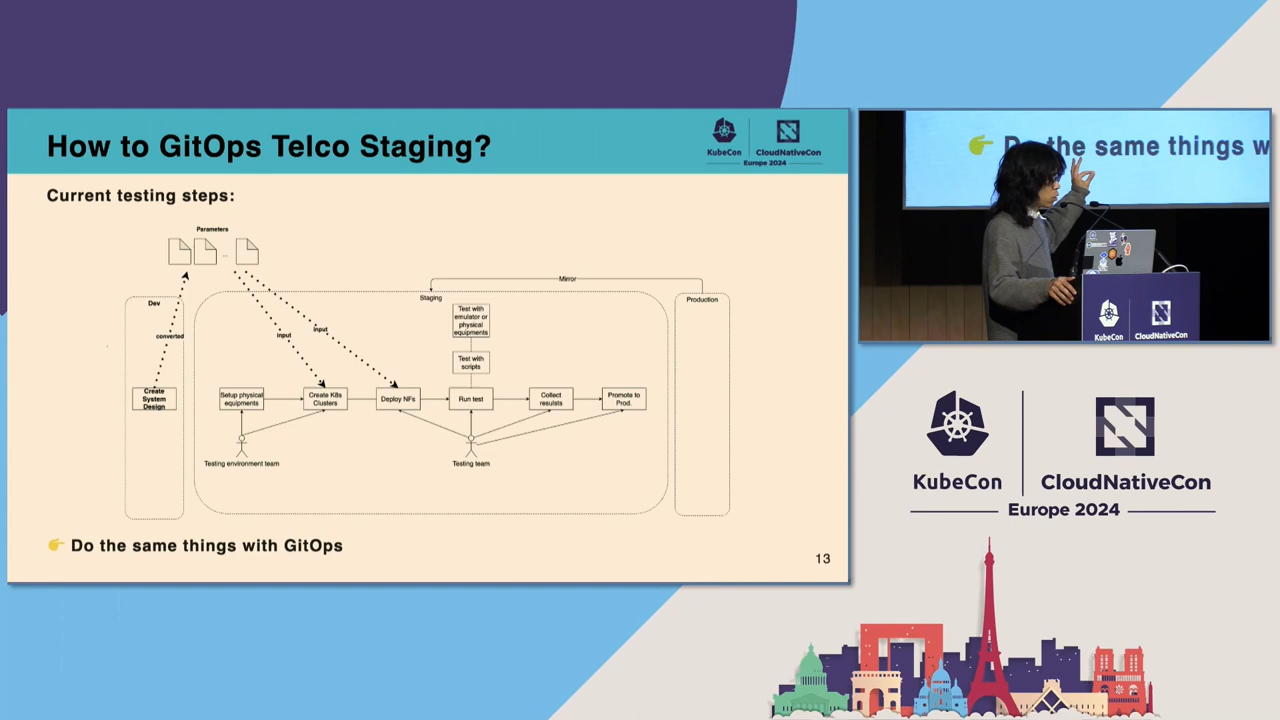 How to GitOps Telco Staging?
KubeCon
CloudNativeCon
Europe 2024
Current testing steps:
Parameters
...
Mirror
Dev
Staging
Production
converted
input
input
Test with
emulator or
physical
equipments
Test with
scripts
Create
System
Design
Setup physical
equipments
Create K8s
Clusters
Deploy NFs
Run test
Collect
resulsts
Promote to
Prod.
Testing environment team
Testing team
👉 Do the same things with GitOps
13
👉 Do the same things w
KubeCon
CloudNativeCon
KubeCon
CloudNativeCon
Europe 2024